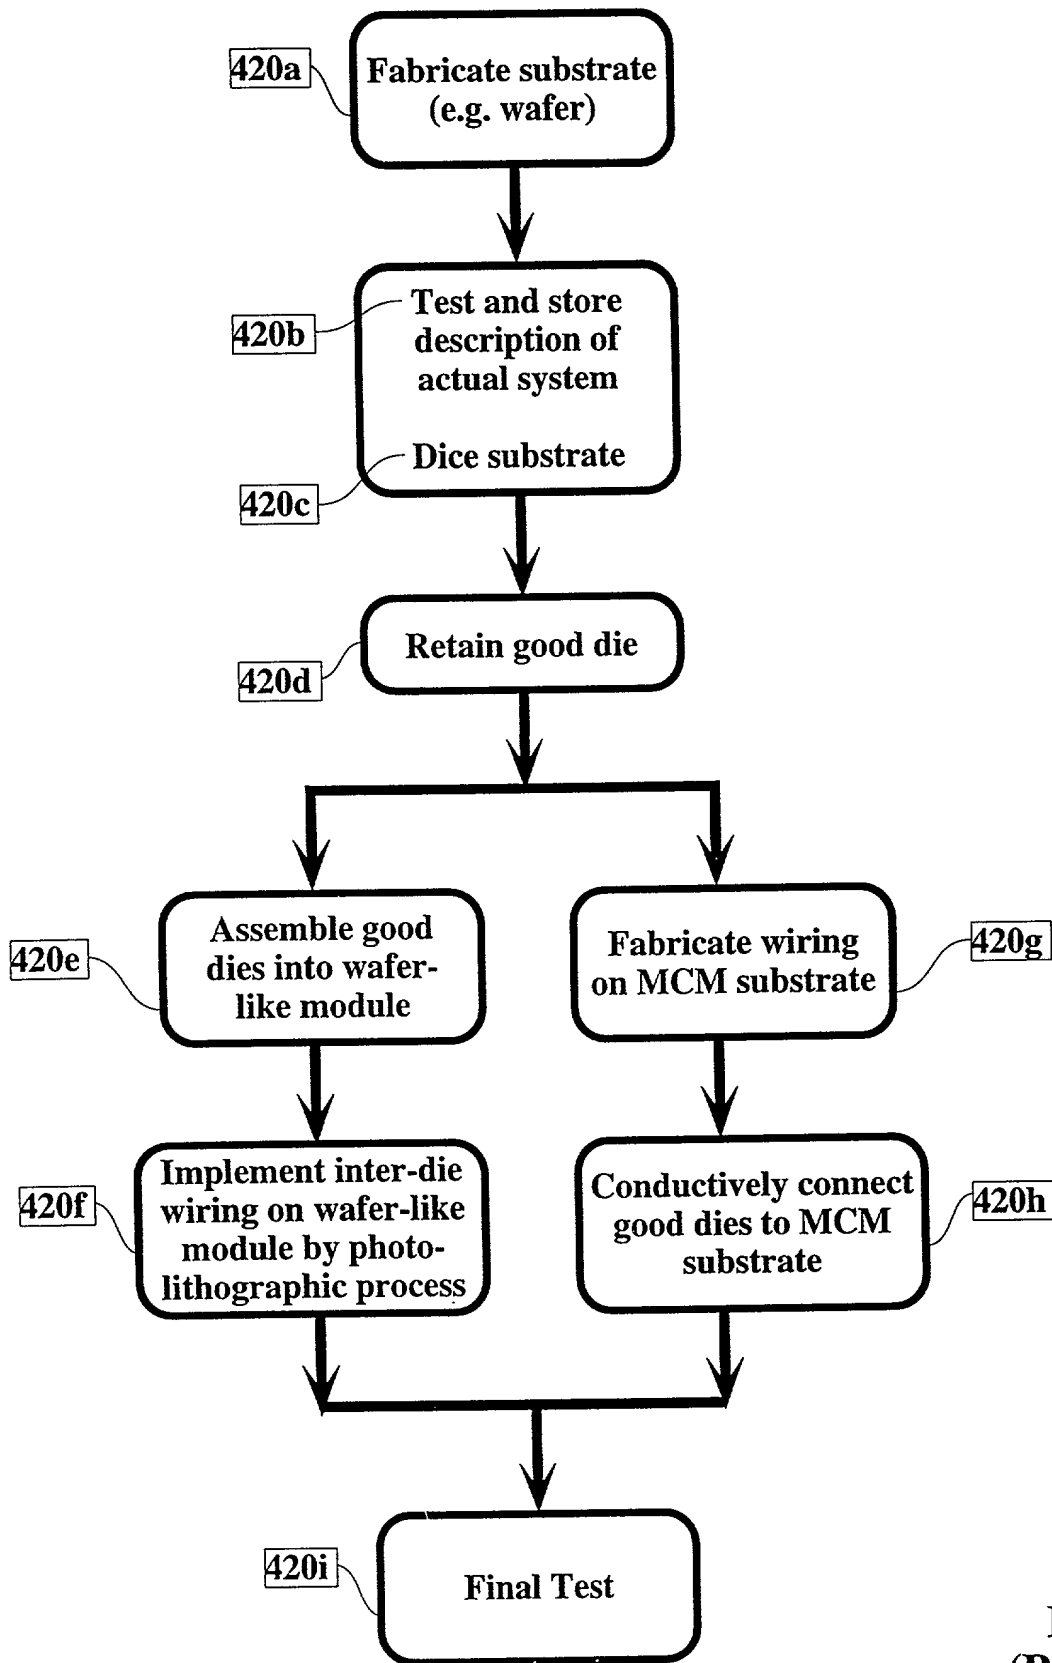 420a
Fabricate substrate
(e.g. wafer)
420b
Test and store
description of
actual system
420c
Dice substrate
420d
Retain good die
420e
Assemble good
dies into wafer-
like module
420g
Fabricate wiring
on MCM substrate
420f
Implement inter-die
wiring on wafer-like
module by photo-
lithographic process
420h
Conductively connect
good dies to MCM
substrate
420i
Final Test